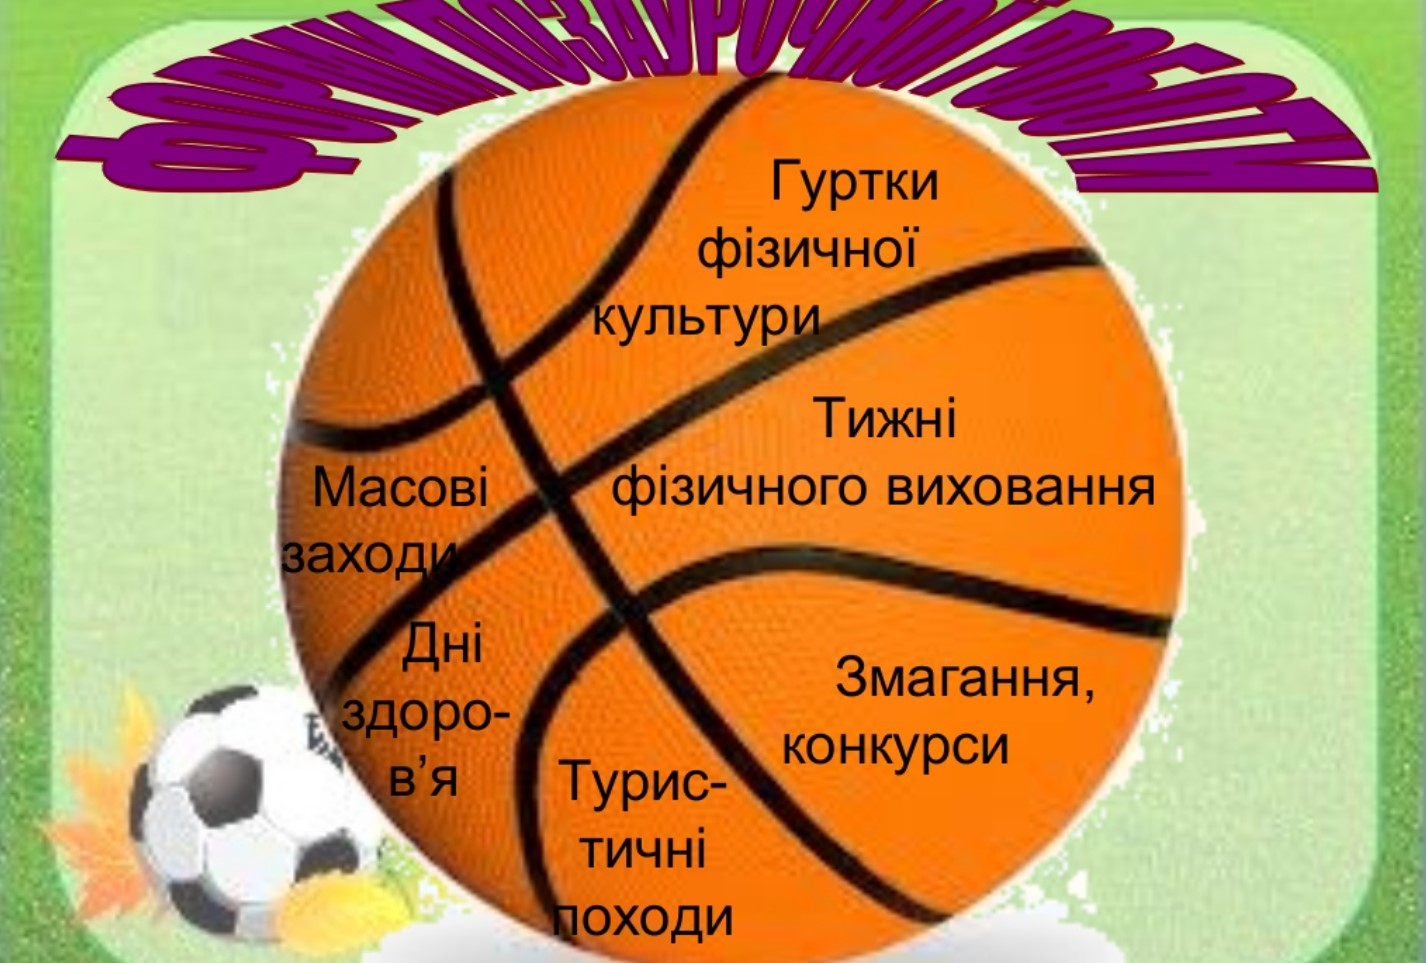 ФОРМИ ПОЗАУРОЧНОЇ РОБОТИ
Гуртки
фізичної
культури
Тижні
фізичного виховання
Масові
заходи
Дні
здоро-
в’я
Змагання,
конкурси
Турис-
тичні
походи